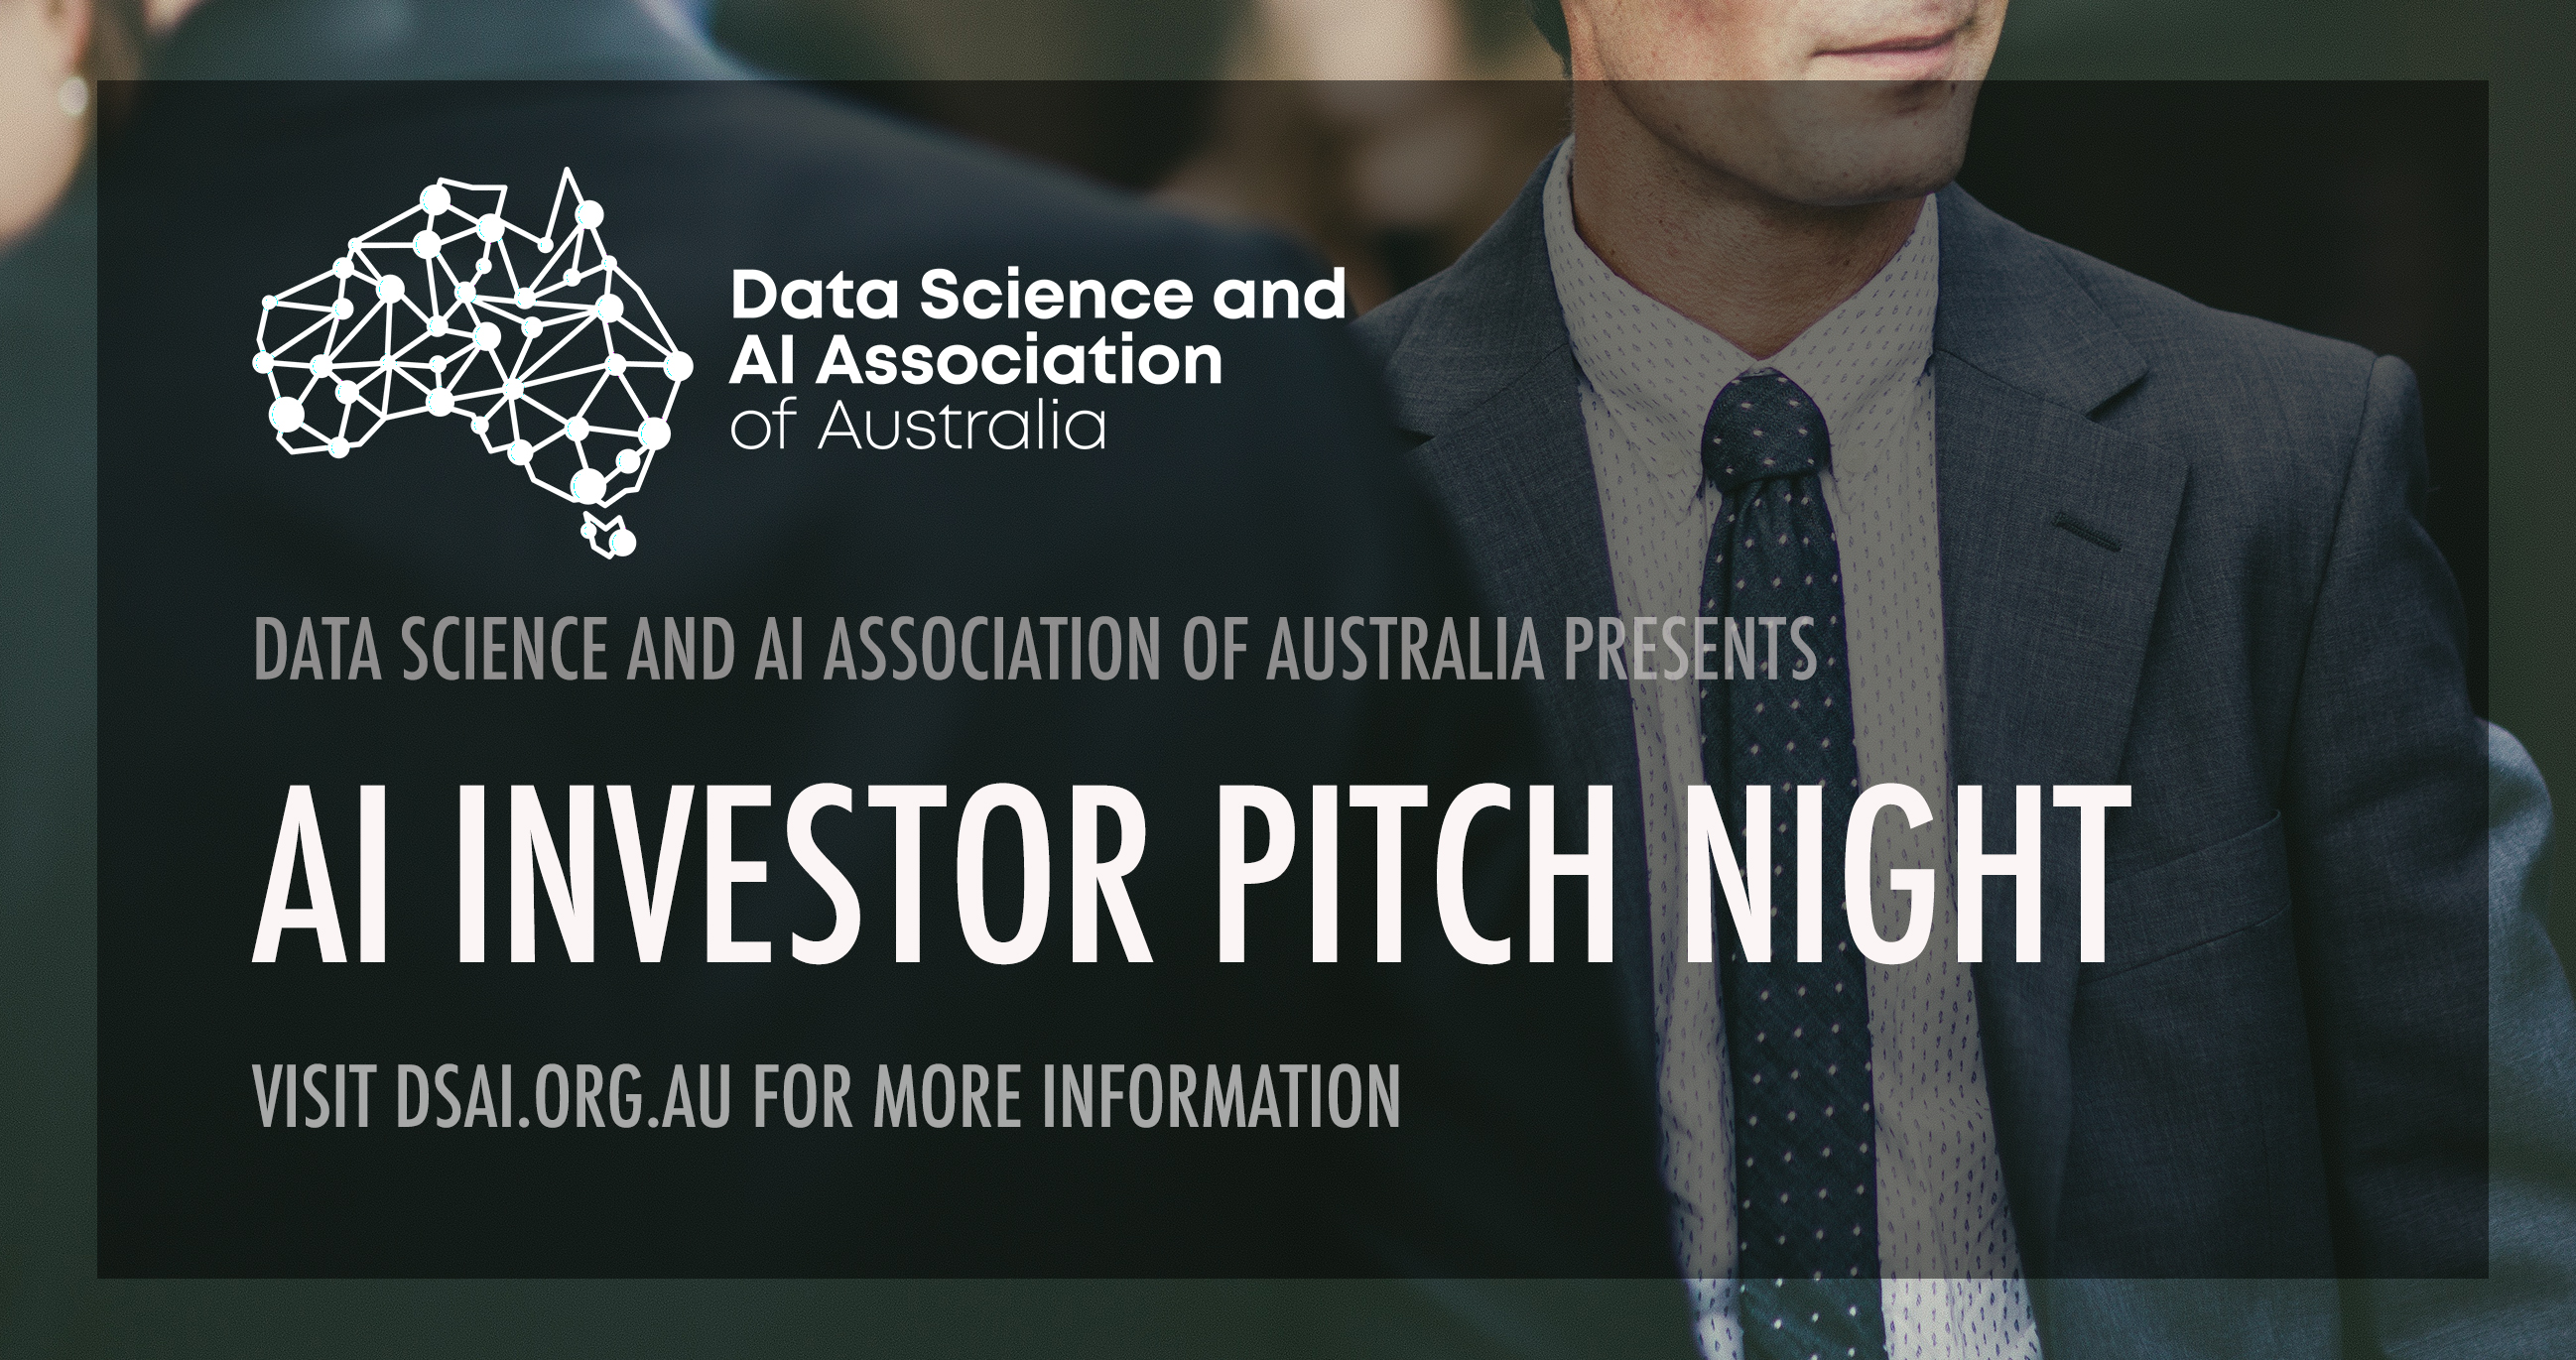 Data Science and
AI Association
of Australia
DATA SCIENCE AND AI ASSOCIATION OF AUSTRALIA PRESENTS
AI INVESTOR PITCH NIGHT
VISIT DSAI.ORG.AU FOR MORE INFORMATION